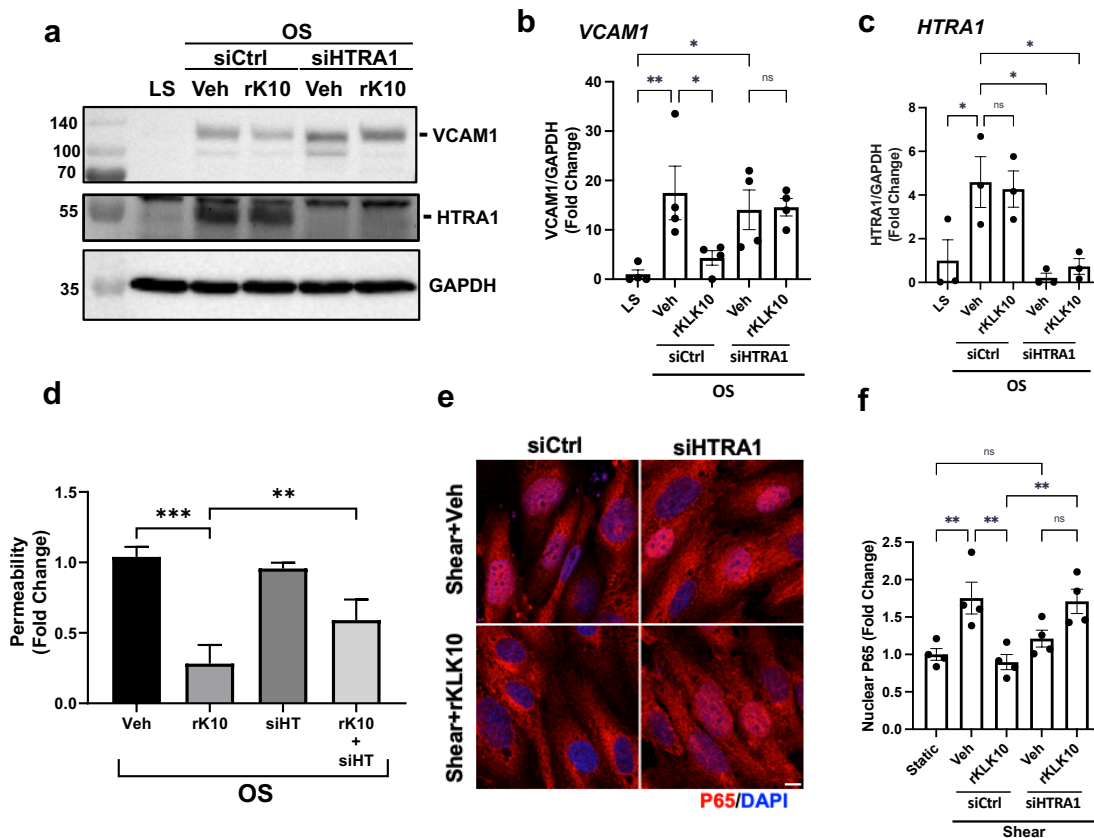 a
OS
siCtrl siHTRA1
LS Veh rK10 Veh rK10
140
100
70
VCAM1
55
HTRA1
35
GAPDH
b
VCAM1
*
** * ns
VCAM1/GAPDH
(Fold Change)
40
30
20
10
0
LS Veh rKLK10 Veh rKLK10
siCtrl siHTRA1
OS
c
HTRA1
*
*
* ns
HTRA1/GAPDH
(Fold Change)
8
6
4
2
0
LS Veh rKLK10 Veh rKLK10
siCtrl siHTRA1
OS
d
Permeability
(Fold Change)
1.5
1.0
0.5
0.0
*** **
Veh rK10 siHT rK10
+
siHT
OS
e
siCtrl siHTRA1
Shear+Veh
Shear+rKLK10
P65/DAPI
f
ns
**
** ** ns
Nuclear P65 (Fold Change)
2.5
2.0
1.5
1.0
0.5
0.0
Static Veh rKLK10 Veh rKLK10
siCtrl siHTRA1
Shear